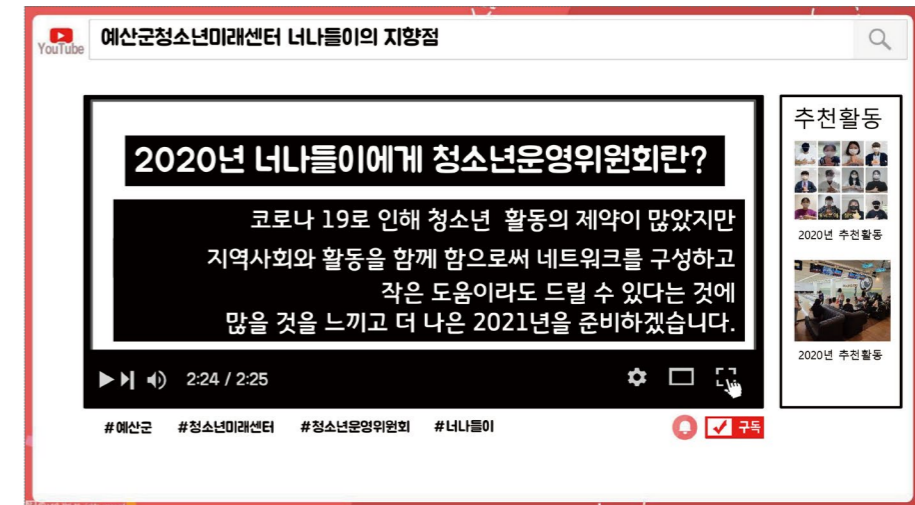 YouTube
예산군청소년미래센터 너나들이의 지향점
2020년 너나들이에게 청소년운영위원회란?
코로나 19로 인해 청소년 활동의 제약이 많았지만
지역사회와 활동을 함께 함으로써 네트워크를 구성하고
작은 도움이라도 드릴 수 있다는 것에
많을 것을 느끼고 더 나은 2021년을 준비하겠습니다.
2:24 / 2:25
#예산군 #청소년미래센터 #청소년운영위원회 #너나들이
구독
추천활동
2020년 추천활동
2020년 추천활동